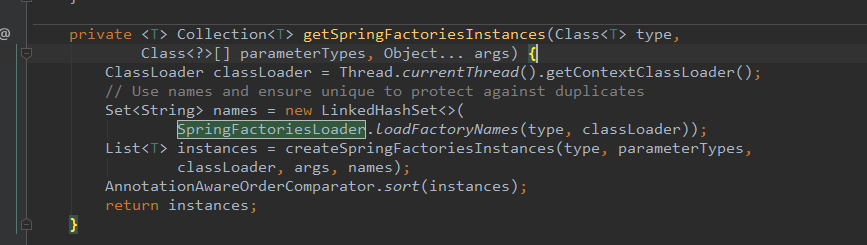 }
@
private <T> Collection<T> getSpringFactoriesInstances(Class<T> type,
Class<?>[] parameterTypes, Object... args) {
ClassLoader classLoader = Thread.currentThread().getContextClassLoader();
// Use names and ensure unique to protect against duplicates
Set<String> names = new LinkedHashSet<>(
SpringFactoriesLoader.loadFactoryNames(type, classLoader));
List<T> instances = createSpringFactoriesInstances(type, parameterTypes,
classLoader, args, names);
AnnotationAwareOrderComparator.sort(instances);
return instances;
}